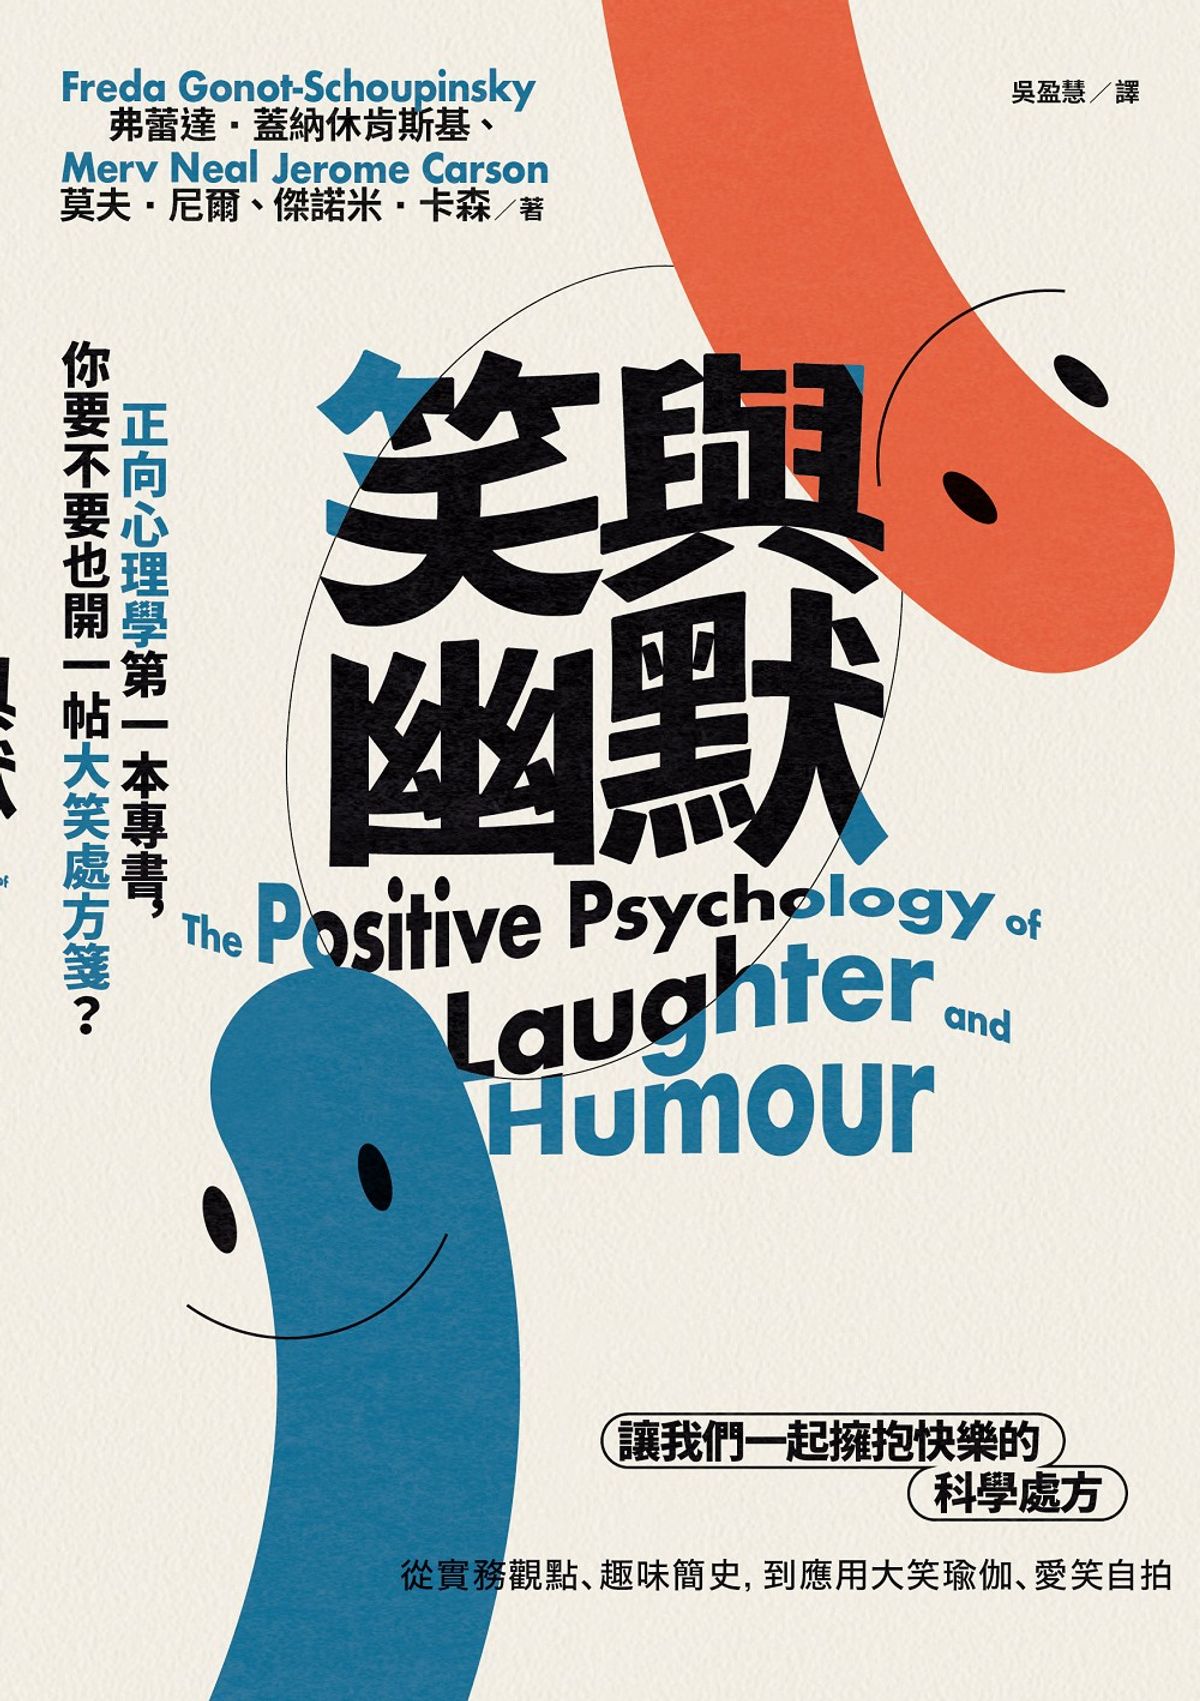 Freda Gonot-Schoupinsky
弗蕾達・蓋納休肯斯基、
Merv Neal Jerome Carson
莫夫・尼爾、傑諾米・卡森／著
吳盈慧／譯
正向心理學第一本專書，
你要不要也開一帖大笑處方箋？
笑與
幽默
The Positive Psychology of
Laughter and
Humour
讓我們一起擁抱快樂的
科學處方
從實務觀點、趣味簡史，到應用大笑瑜伽、愛笑自拍
of